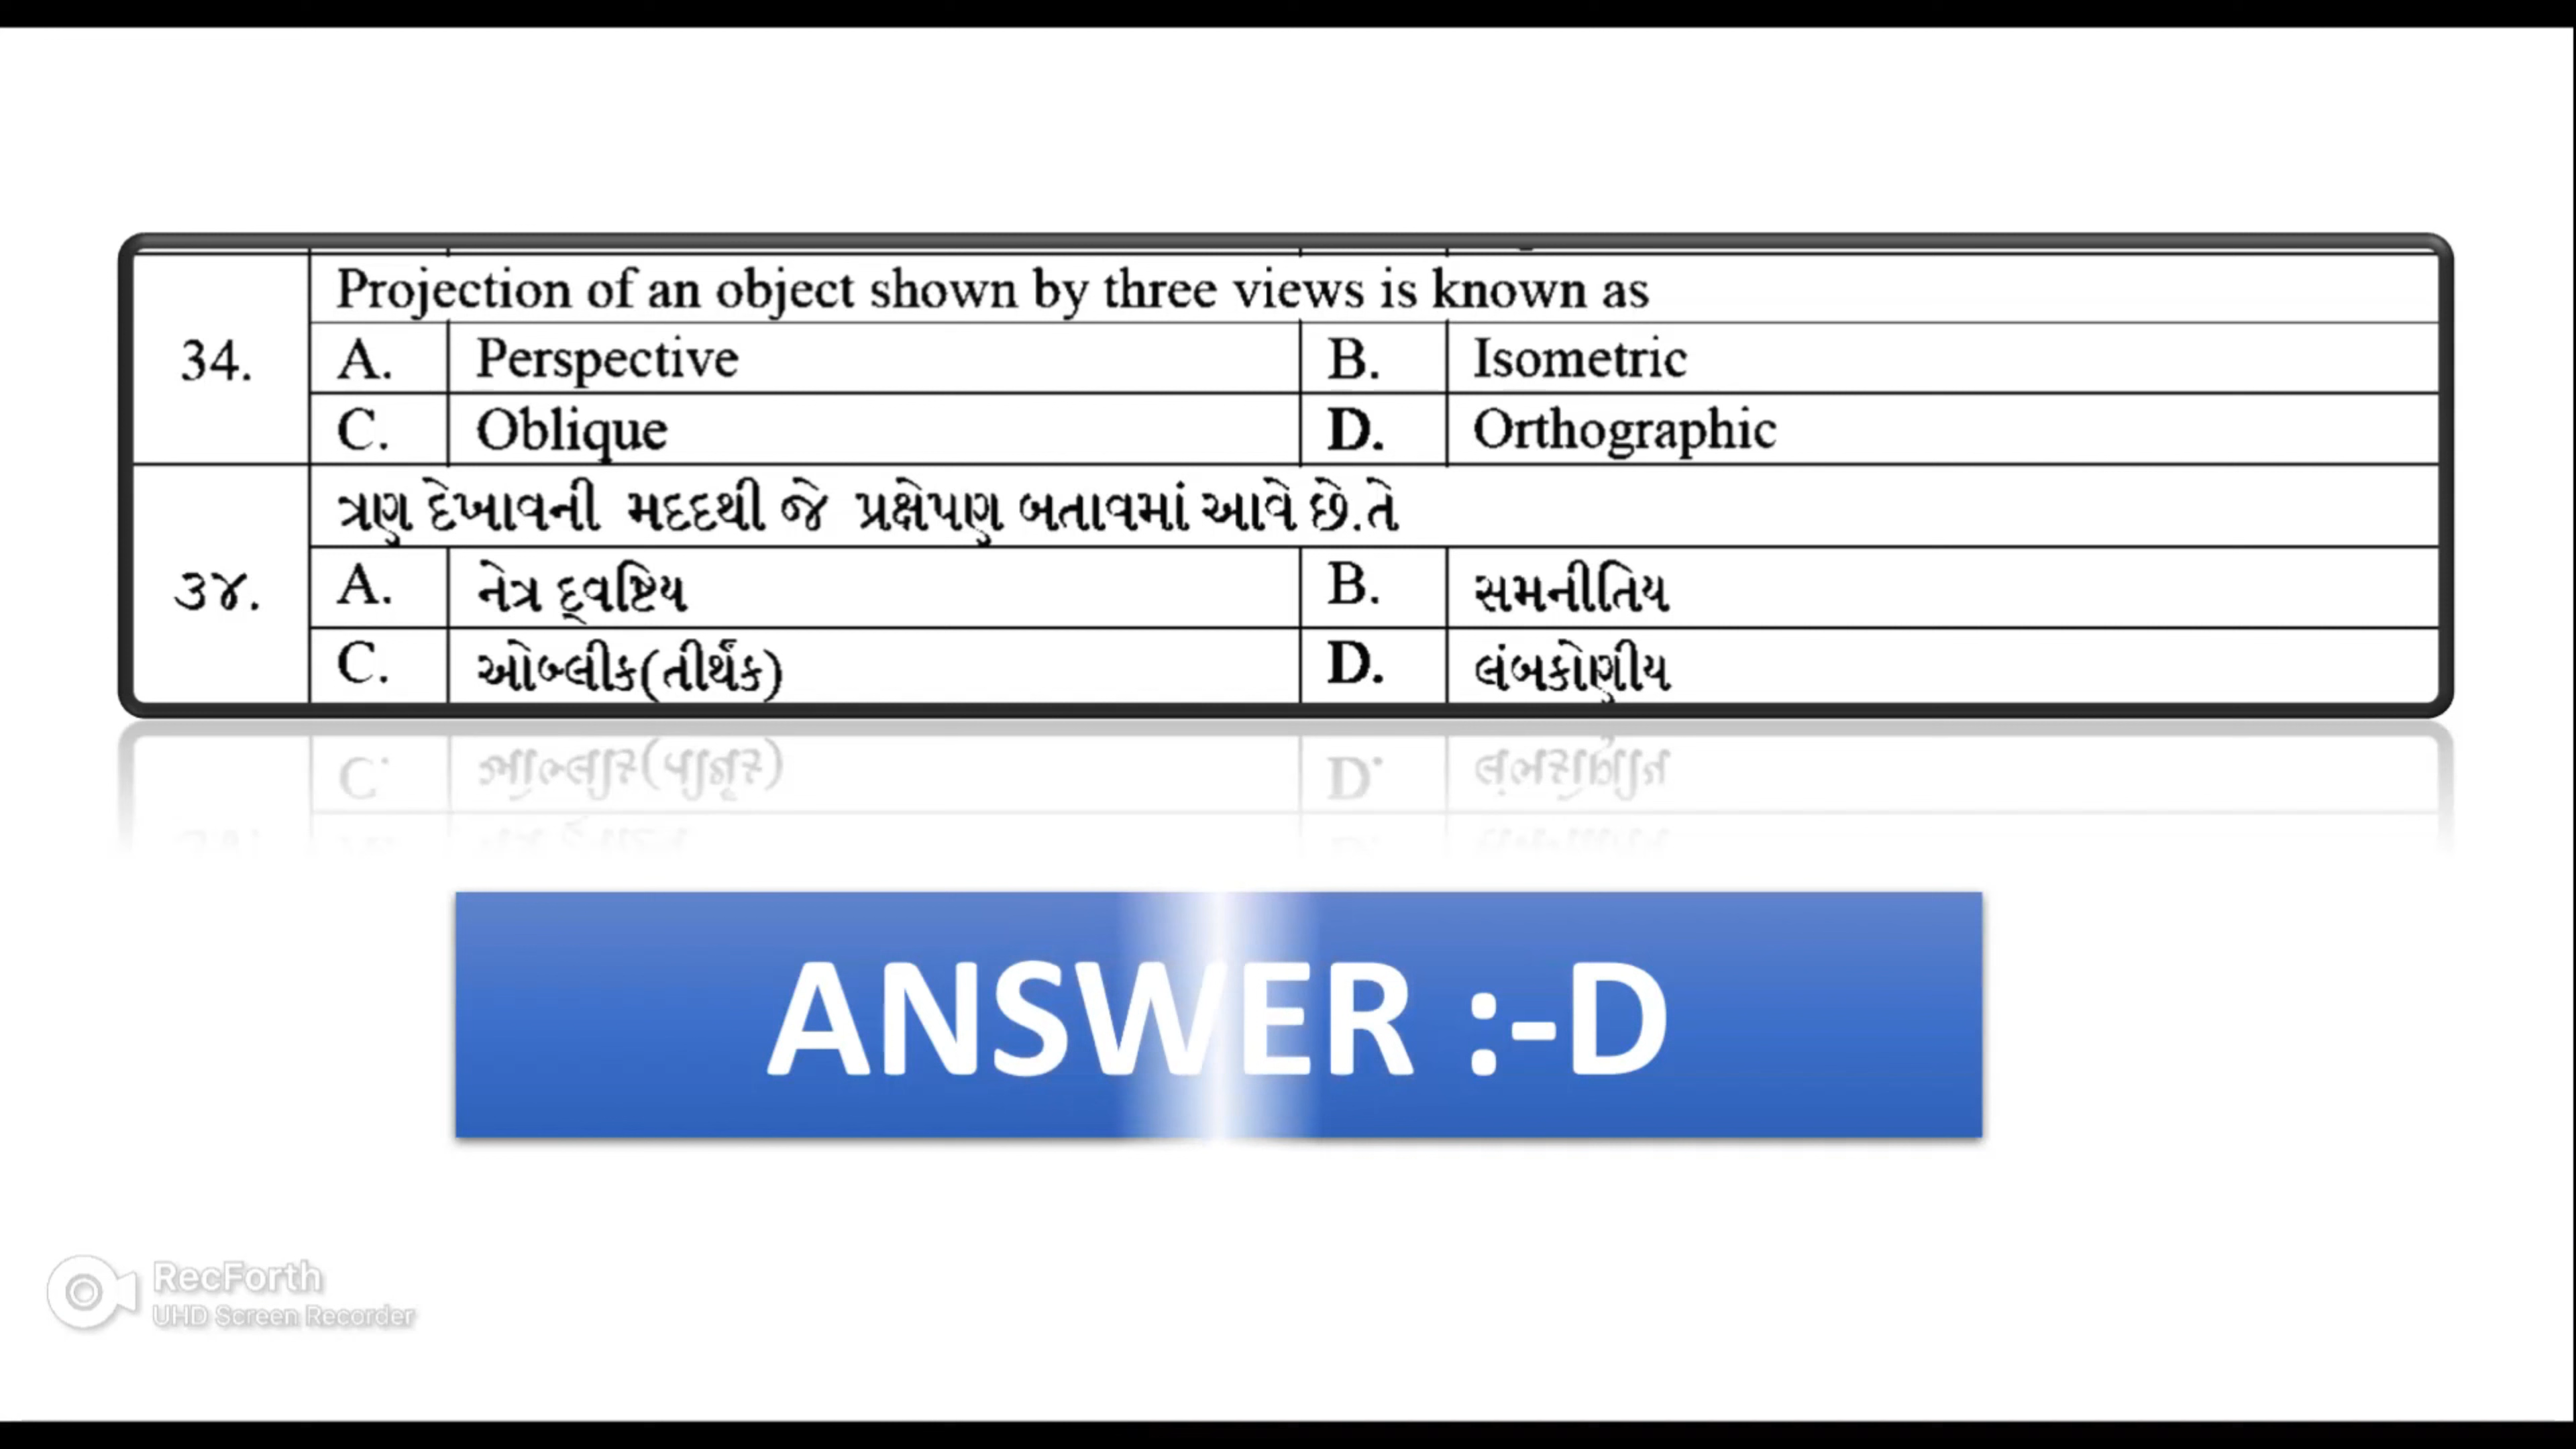 Projection of an object shown by three views is known as
34. A. Perspective B. Isometric
C. Oblique D. Orthographic
ત્રણ દેખાવની મદદથી જે પ્રક્ષેપણ બતાવમાં આવે છે.તે
૩૪. A. નેત્ર દ્વષ્ટિય B. સમનીતિય
C. ઓબ્લીક(તીર્થંક) D. લંબકોણીય
ANSWER :-D
RecForth
UHD Screen Recorder